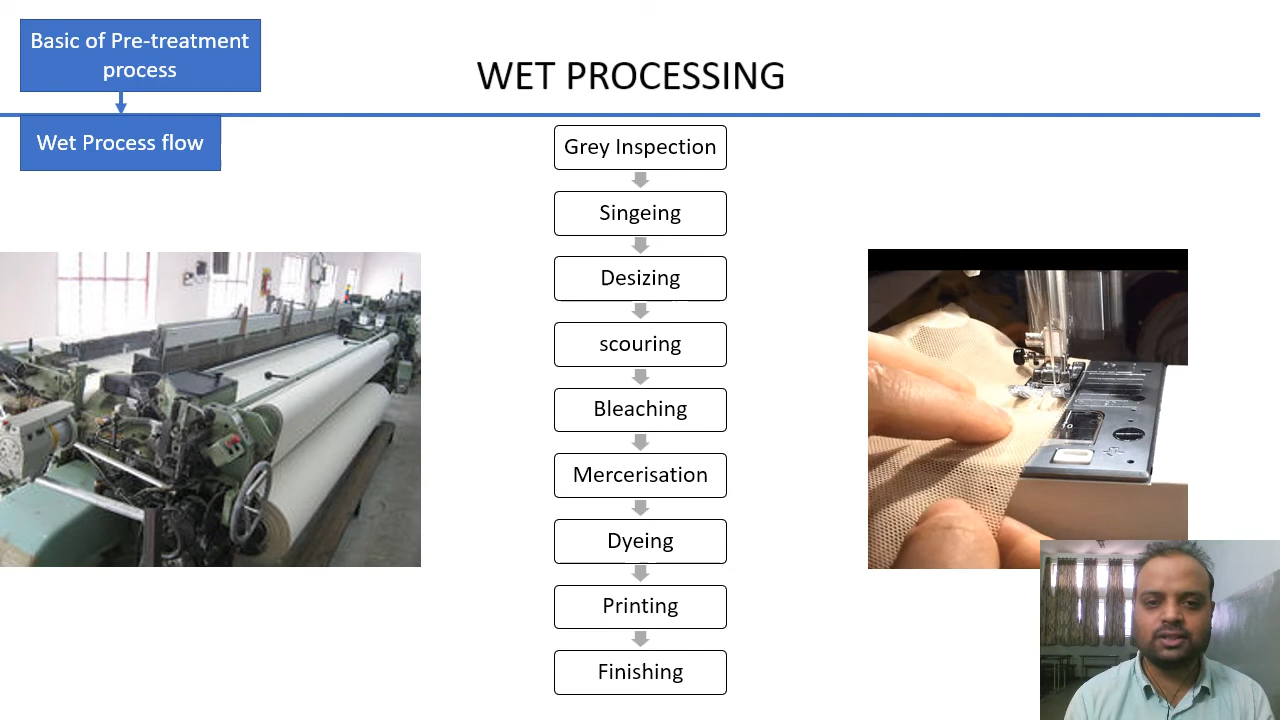 Basic of Pre-treatment
process
Wet Process flow
WET PROCESSING
Grey Inspection
Singeing
Desizing
scouring
Bleaching
Mercerisation
Dyeing
Printing
Finishing